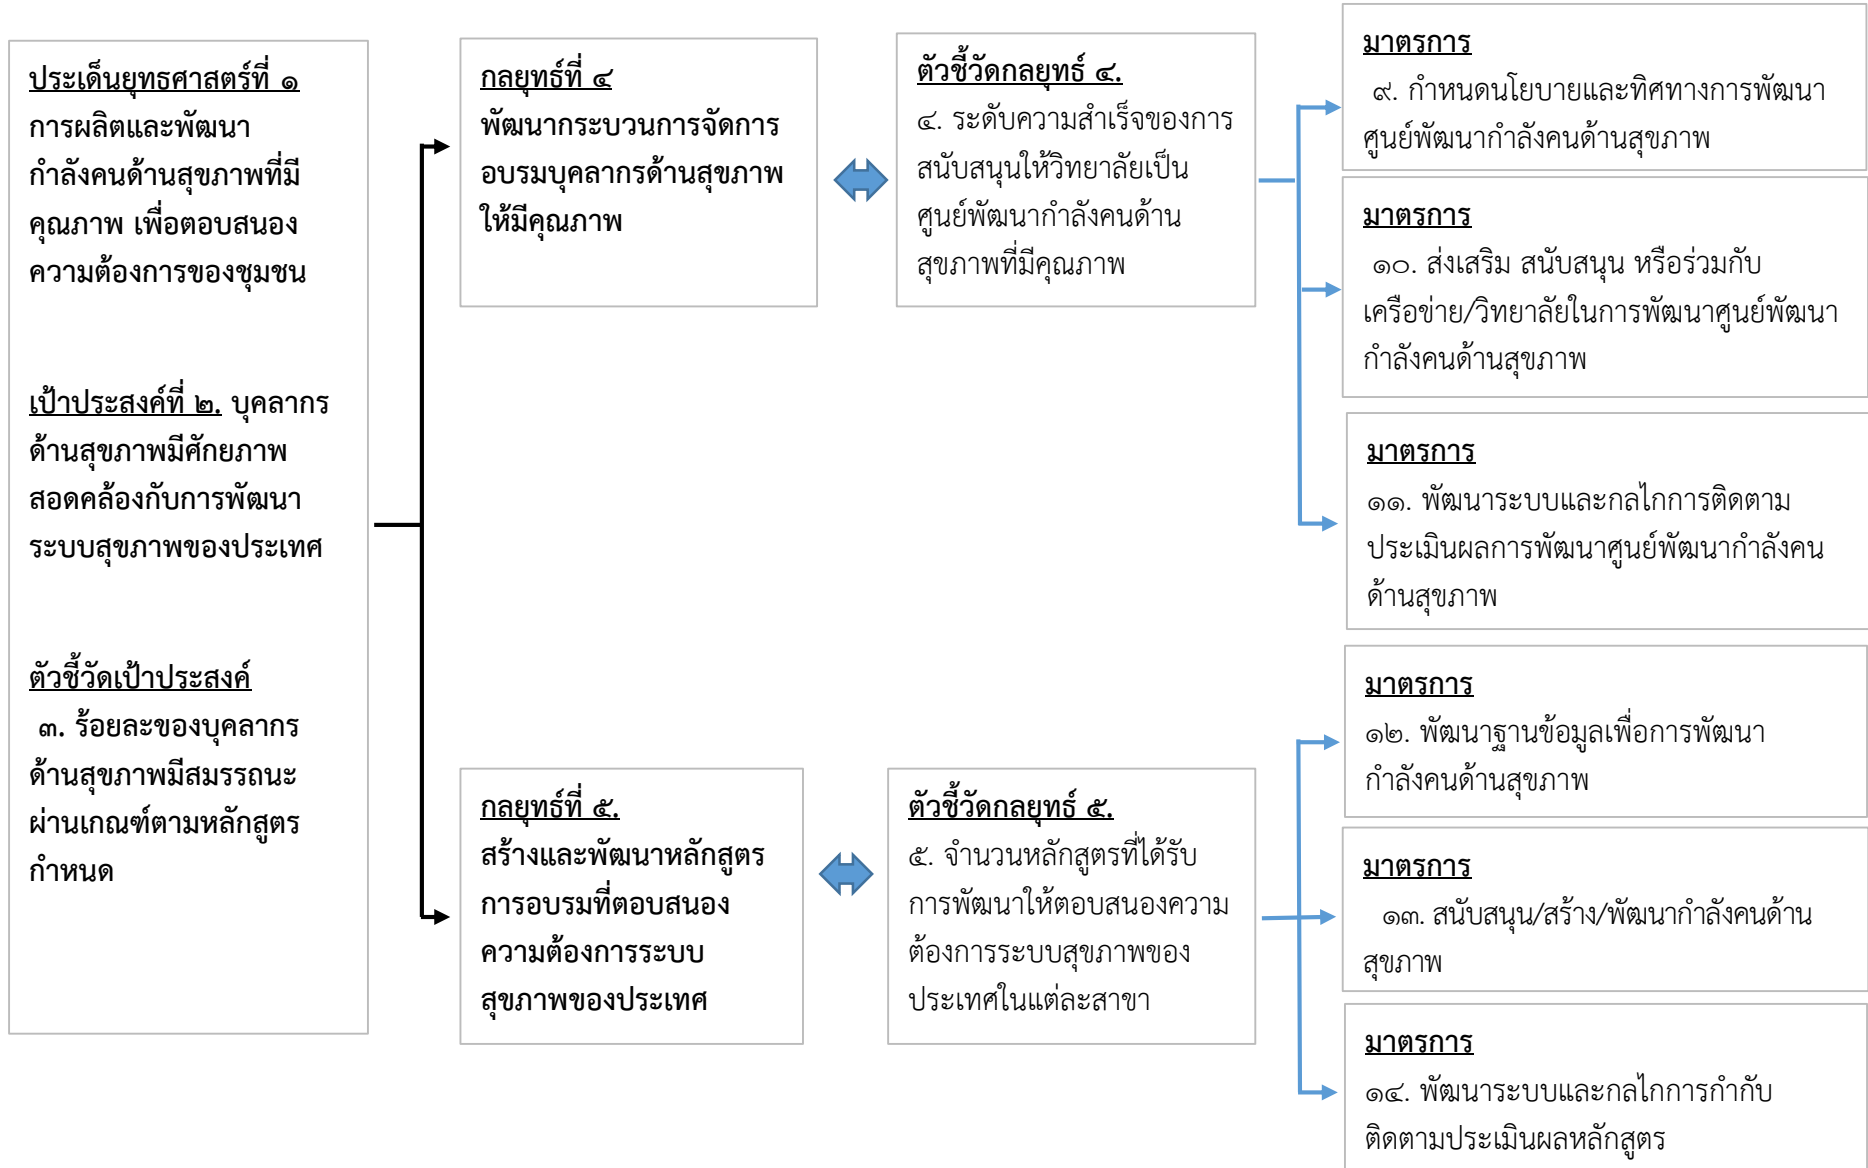 ประเด็นยุทธศาสตร์ที่ ๑
การผลิตและพัฒนา
กำลังคนด้านสุขภาพที่มี
คุณภาพ เพื่อตอบสนอง
ความต้องการของชุมชน
เป้าประสงค์ที่ ๒. บุคลากร
ด้านสุขภาพมีศักยภาพ
สอดคล้องกับการพัฒนา
ระบบสุขภาพของประเทศ
ตัวชี้วัดเป้าประสงค์
๓. ร้อยละของบุคลากร
ด้านสุขภาพมีสมรรถนะ
ผ่านเกณฑ์ตามหลักสูตร
กำหนด
กลยุทธ์ที่ ๔
พัฒนากระบวนการจัดการ
อบรมบุคลากรด้านสุขภาพ
ให้มีคุณภาพ
ตัวชี้วัดกลยุทธ์ ๔.
๔. ระดับความสำเร็จของการ
สนับสนุนให้วิทยาลัยเป็น
ศูนย์พัฒนากำลังคนด้าน
สุขภาพที่มีคุณภาพ
มาตรการ
๙. กำหนดนโยบายและทิศทางการพัฒนา
ศูนย์พัฒนากำลังคนด้านสุขภาพ
มาตรการ
๑๐. ส่งเสริม สนับสนุน หรือร่วมกับ
เครือข่าย/วิทยาลัยในการพัฒนาศูนย์พัฒนา
กำลังคนด้านสุขภาพ
มาตรการ
๑๑. พัฒนาระบบและกลไกการติดตาม
ประเมินผลการพัฒนาศูนย์พัฒนากำลังคน
ด้านสุขภาพ
กลยุทธ์ที่ ๕.
สร้างและพัฒนาหลักสูตร
การอบรมที่ตอบสนอง
ความต้องการระบบ
สุขภาพของประเทศ
ตัวชี้วัดกลยุทธ์ ๕.
๕. จำนวนหลักสูตรที่ได้รับ
การพัฒนาให้ตอบสนองความ
ต้องการระบบสุขภาพของ
ประเทศในแต่ละสาขา
มาตรการ
๑๒. พัฒนาฐานข้อมูลเพื่อการพัฒนา
กำลังคนด้านสุขภาพ
มาตรการ
๑๓. สนับสนุน/สร้าง/พัฒนากำลังคนด้าน
สุขภาพ
มาตรการ
๑๔. พัฒนาระบบและกลไกการกำกับ
ติดตามประเมินผลหลักสูตร